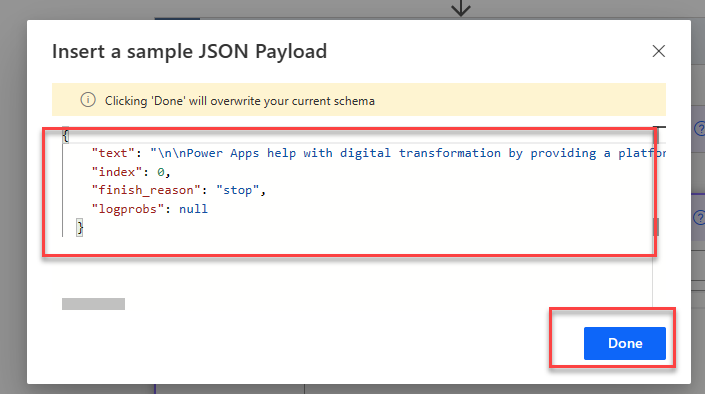 Insert a sample JSON Payload
Clicking 'Done' will overwrite your current schema
{
"text": "\n\nPower Apps help with digital transformation by providing a platfor
"index": 0,
"finish_reason": "stop",
"logprobs": null
}
Done